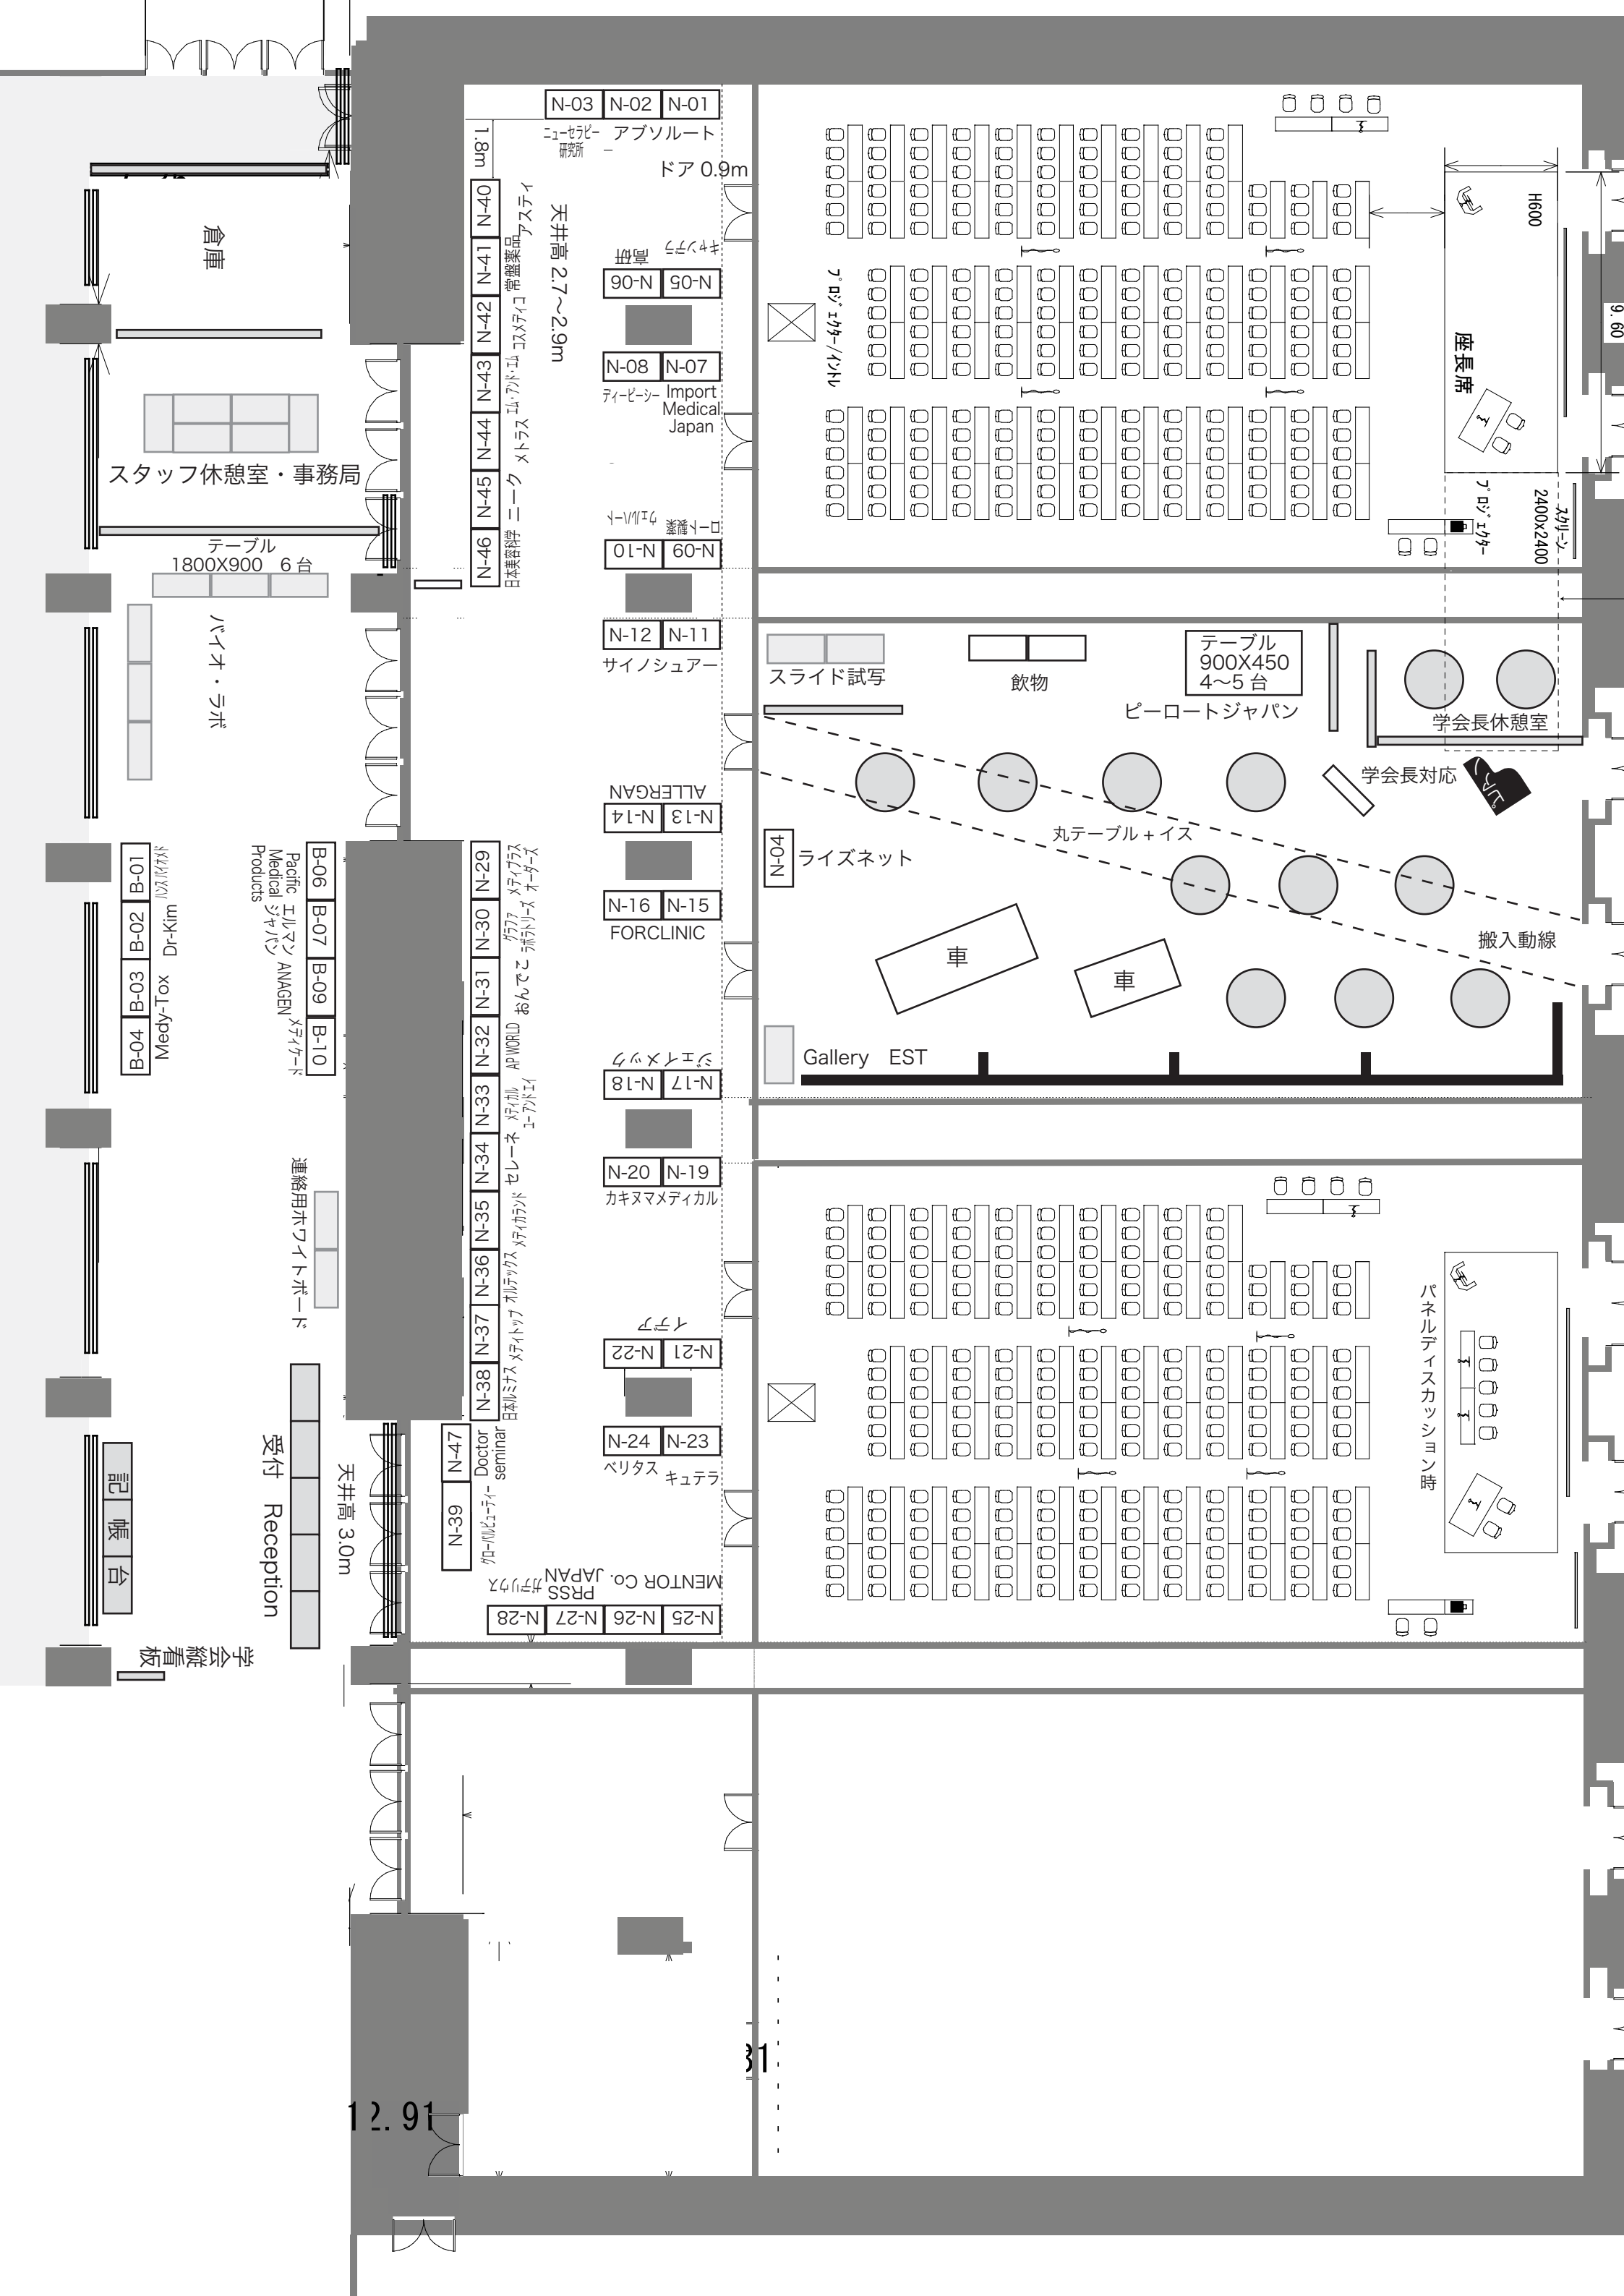 N-03 N-02 N-01
ニューセラピー
研究所
アブソルート
1.8m
ドア 0.9m
N-40
アスティ
N-41
常盤薬品
N-42
コスメディコ
N-43
エム・アンド・エム
N-44
メトラス
N-45
ニーク
N-46
日本美容科学
天井高 2.7〜2.9m
高研
キャンデラ
N-06 N-05
N-08 N-07
ディーピーシー
Import
Medical
Japan
ウェルハート
ロート製薬
N-10 N-09
N-12 N-11
サイノシュアー
ALLERGAN
N-14 N-13
N-16 N-15
FORCLINIC
ジェイメック
N-18 N-17
N-20 N-19
カキヌマメディカル
イデア
N-22 N-21
N-24 N-23
ベリタス
キュテラ
MENTOR Co.
PRSS
JAPAN
ガデリウス
N-28 N-27 N-26 N-25
N-29
メディプラス
オーダーズ
N-30
グラファ
ラボラトリーズ
N-31
おんでこ
N-32
AP WORLD
N-33
メディカル
ユーアンドエイ
N-34
セレーネ
N-35
メディカランド
N-36
オルテックス
N-37
メディトップ
N-38
日本ルミナス
N-47
Doctor
seminar
N-39
グローバルビューティー
倉庫
スタッフ休憩室・事務局
テーブル
1800X900 6 台
バイオ・ラボ
B-01
ハンスバイオメド
B-02
Dr-Kim
B-03
B-04
Medy-Tox
B-06
Pacific
Medical
Products
B-07
エルマン
ジャパン
B-09
ANAGEN
B-10
メディケード
連絡用ホワイトボード
受付 Reception
天井高 3.0m
記
帳
台
学会縦看
板
プロジェクター/イントレ
H600
9.60
座長席
プロジェクター
スクリーン
2400x2400
スライド試写
飲物
テーブル
900X450
4〜5 台
ピーロートジャパン
学会長休憩室
学会長対応
ピアノ
丸テーブル + イス
N-04
ライズネット
搬入動線
車
車
Gallery EST
パネルディスカッション時
12.91